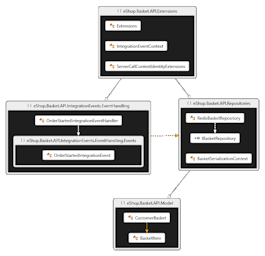 eShop.Basket.API.Extensions
Extensions
IntegrationEventContext
ServerCallContextIdentityExtensions
eShop.Basket.API.IntegrationEvents.EventHandling
OrderStartedIntegrationEventHandler
eShop.Basket.API.IntegrationEvents.EventHandling.Events
OrderStartedIntegrationEvent
eShop.Basket.API.Repositories
RedisBasketRepository
IBasketRepository
BasketSerializationContext
eShop.Basket.API.Model
CustomerBasket
BasketItem